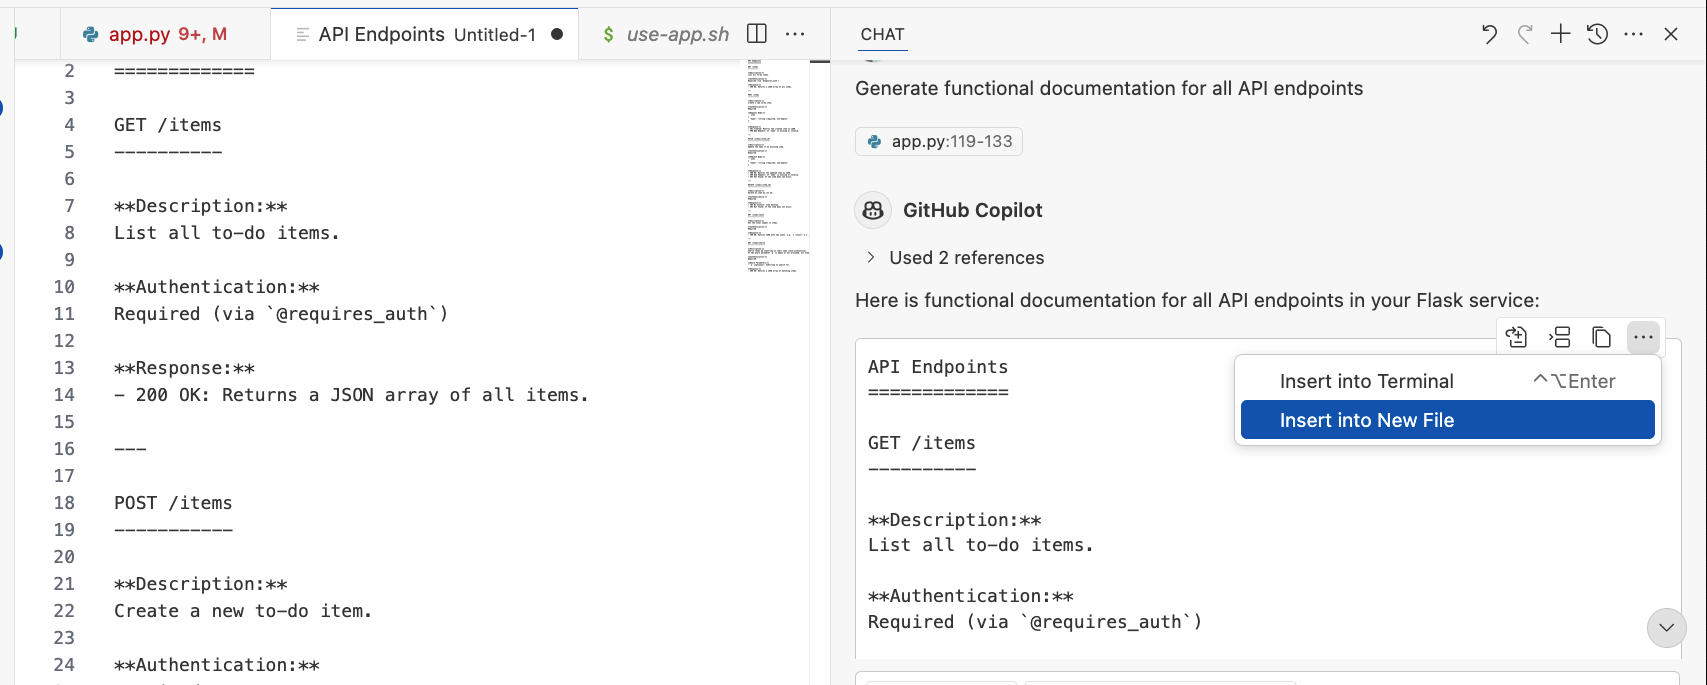 app.py 9+, M
API Endpoints Untitled-1
$ use-app.sh
2 =============
3
4 GET /items
5 ----------
6
7 **Description:**
8 List all to-do items.
9
10 **Authentication:**
11 Required (via `@requires_auth`)
12
13 **Response:**
14 - 200 OK: Returns a JSON array of all items.
15
16 ---
17
18 POST /items
19 -----------
20
21 **Description:**
22 Create a new to-do item.
23
24 **Authentication:**
CHAT
Generate functional documentation for all API endpoints
app.py:119-133
GitHub Copilot
Used 2 references
Here is functional documentation for all API endpoints in your Flask service:
Insert into Terminal ^⌥Enter
Insert into New File
API Endpoints
=============
GET /items
----------
**Description:**
List all to-do items.
**Authentication:**
Required (via `@requires_auth`)